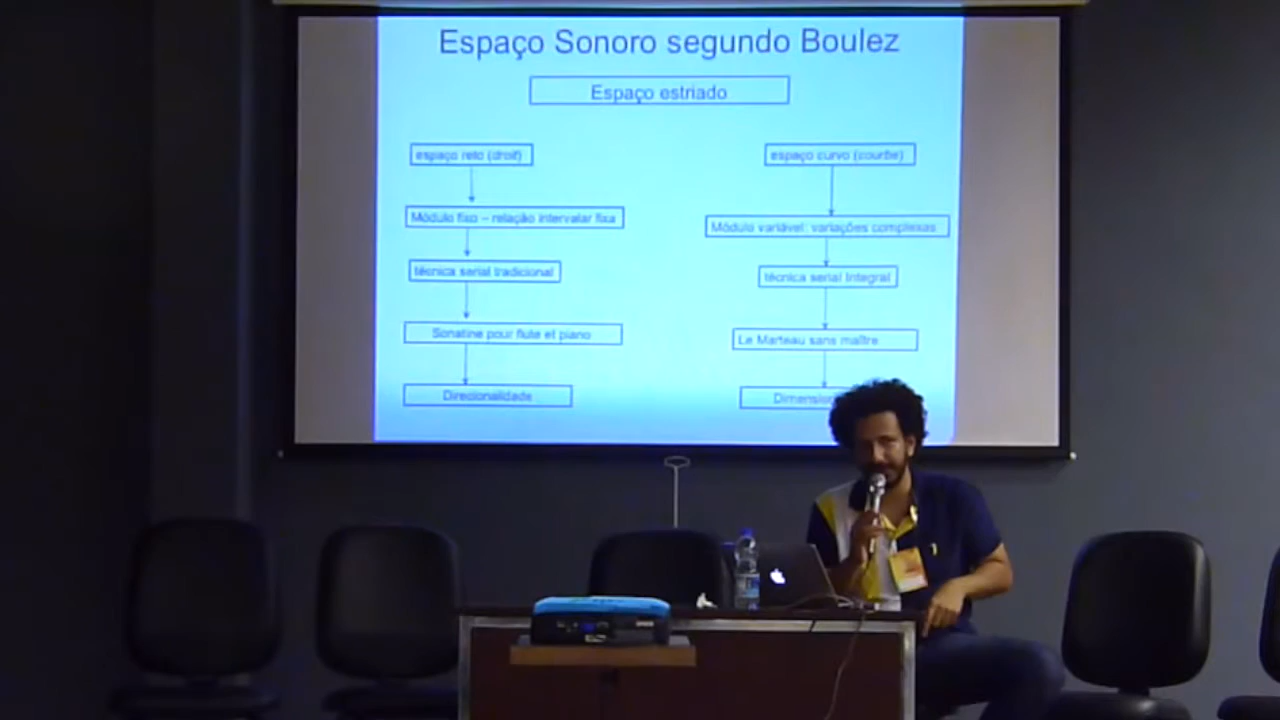 Espaço Sonoro segundo Boulez
Espaço estriado
espaço reto (droit)
espaço curvo (courbe)
Módulo fixo – relação intervalar fixa
Módulo variável: variações complexas
técnica serial tradicional
técnica serial Integral
Sonatine pour flute et piano
Le Marteau sans maître
Direcionalidade